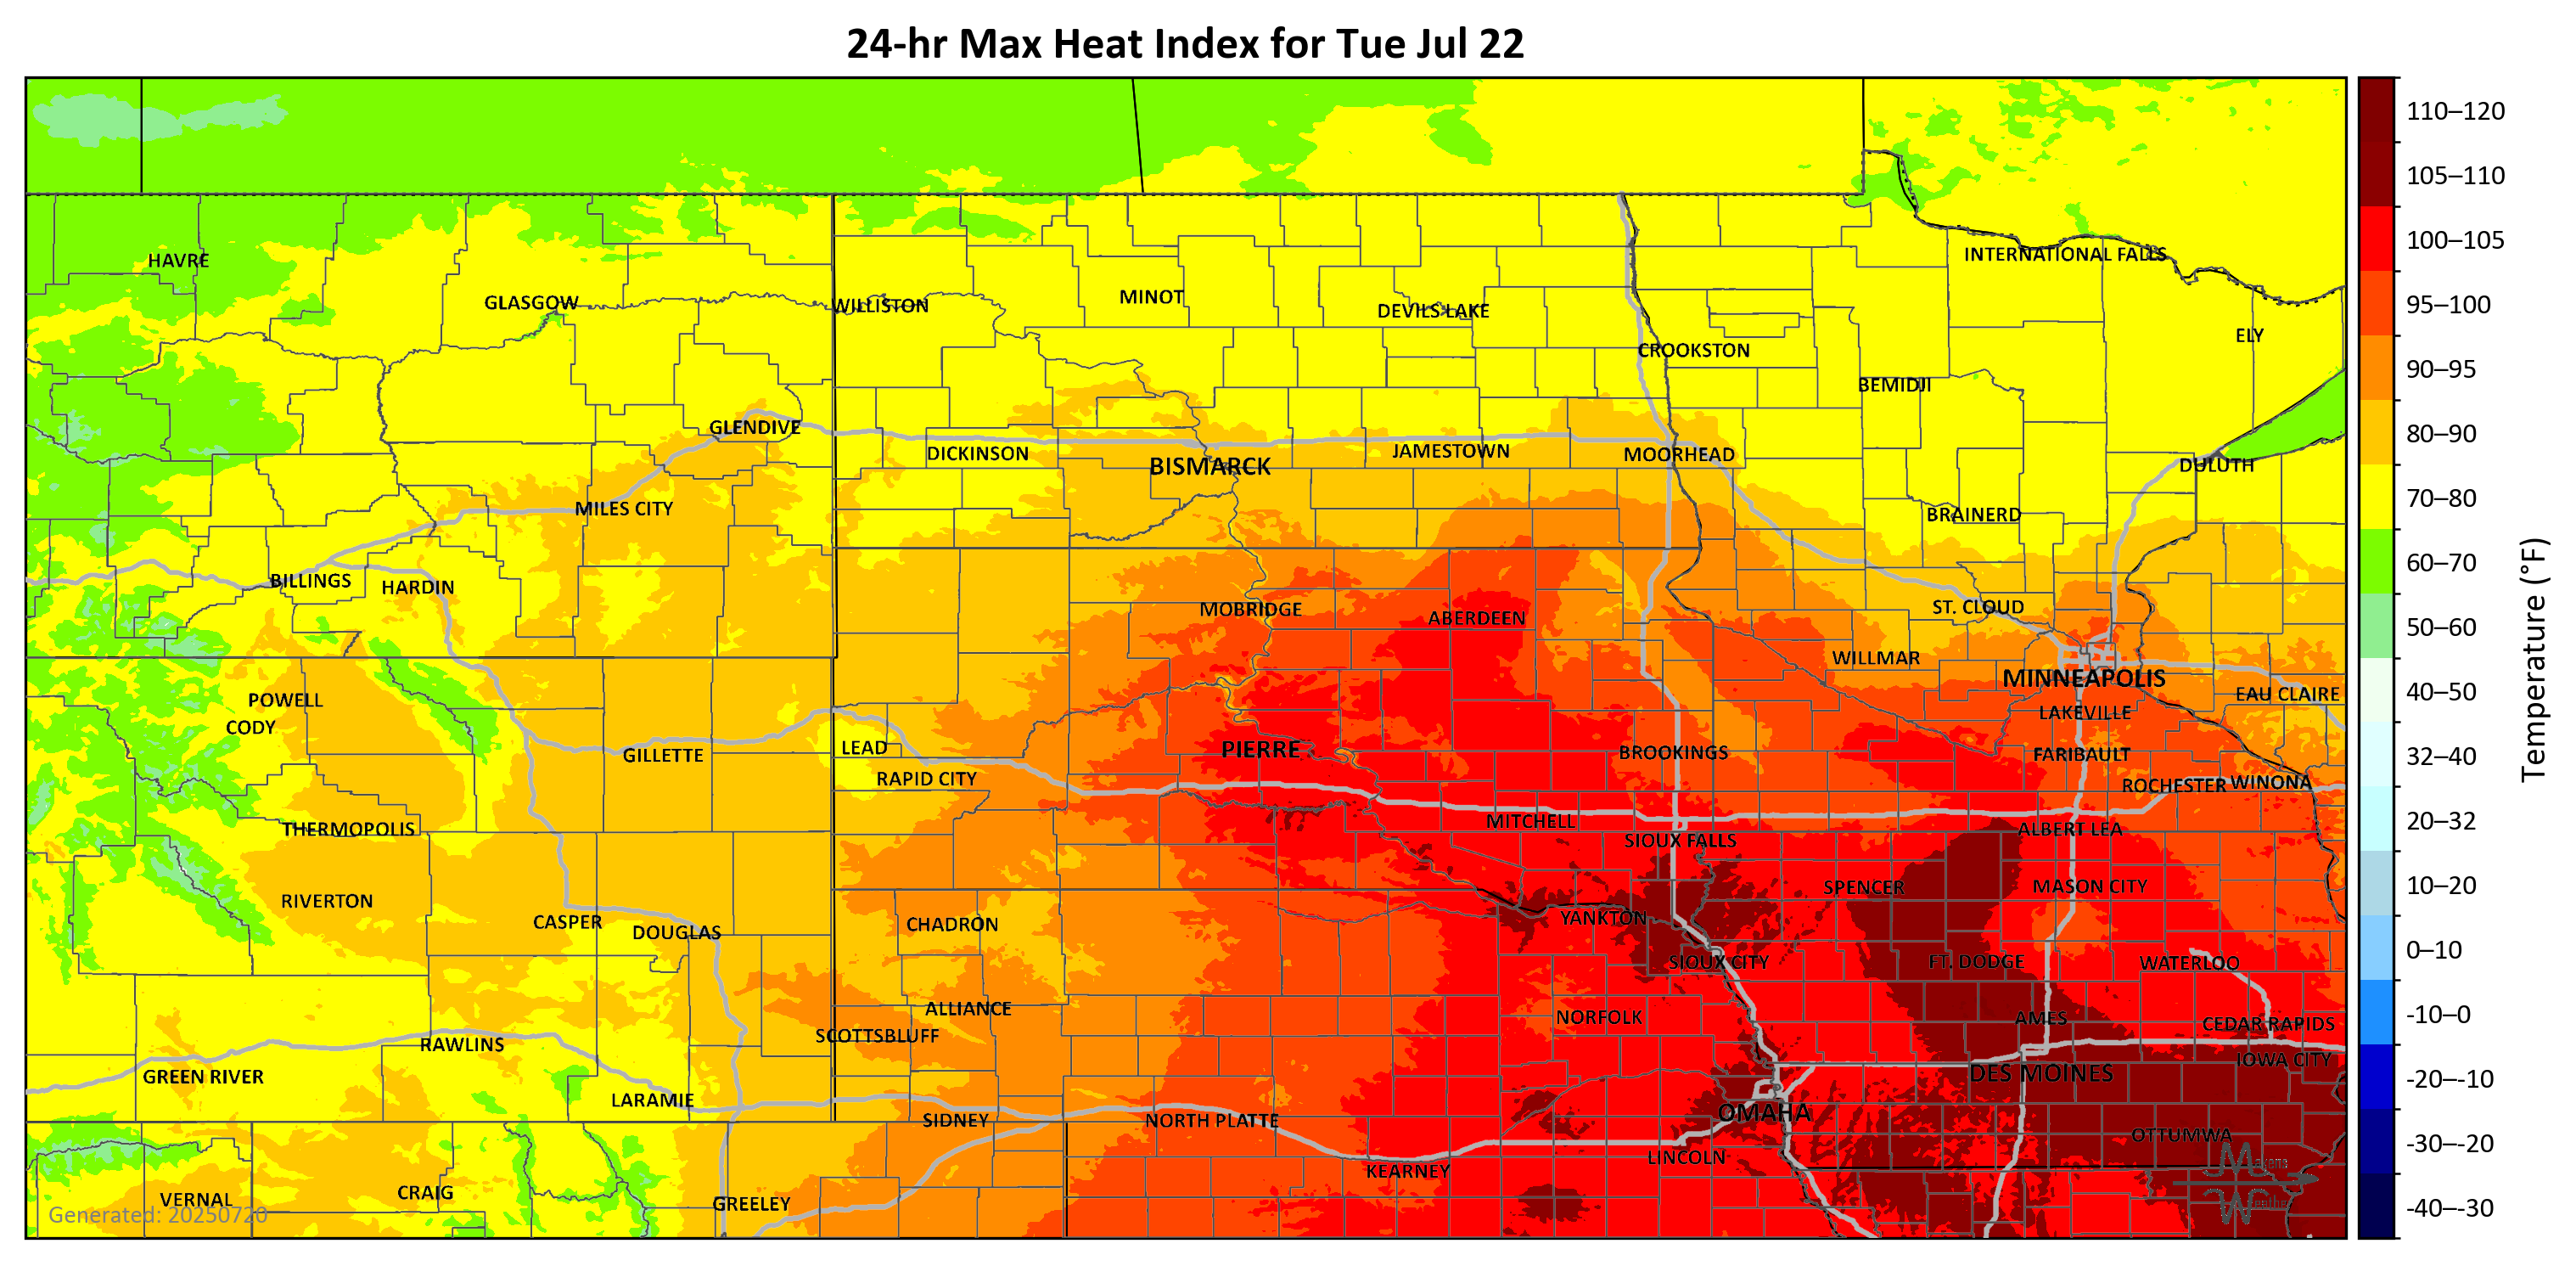 24-hr Max Heat Index for Tue Jul 22
HAVRE
GLASGOW
WILLISTON
MINOT
DEVILS LAKE
INTERNATIONAL FALLS
ELY
CROOKSTON
BEMIDJI
GLENDIVE
DICKINSON
BISMARCK
JAMESTOWN
MOORHEAD
DULUTH
MILES CITY
BRAINERD
BILLINGS
HARDIN
MOBRIDGE
ABERDEEN
ST. CLOUD
WILLMAR
MINNEAPOLIS
EAU CLAIRE
POWELL
CODY
LAKEVILLE
GILLETTE
LEAD
PIERRE
BROOKINGS
FARIBAULT
RAPID CITY
ROCHESTER
WINONA
THERMOPOLIS
MITCHELL
SIOUX FALLS
ALBERT LEA
RIVERTON
SPENCER
MASON CITY
CASPER
DOUGLAS
CHADRON
YANKTON
SIOUX CITY
FT. DODGE
WATERLOO
ALLIANCE
SCOTTSBLUFF
NORFOLK
AMES
CEDAR RAPIDS
RAWLINS
IOWA CITY
GREEN RIVER
DES MOINES
LARAMIE
SIDNEY
NORTH PLATTE
OMAHA
OTTUMWA
LINCOLN
KEARNEY
VERNAL
CRAIG
GREELEY
Generated: 20250720
Makens
Weather
110–120
105–110
100–105
95–100
90–95
80–90
70–80
60–70
50–60
40–50
32–40
20–32
10–20
0–10
-10–0
-20–-10
-30–-20
-40–-30
Temperature (°F)